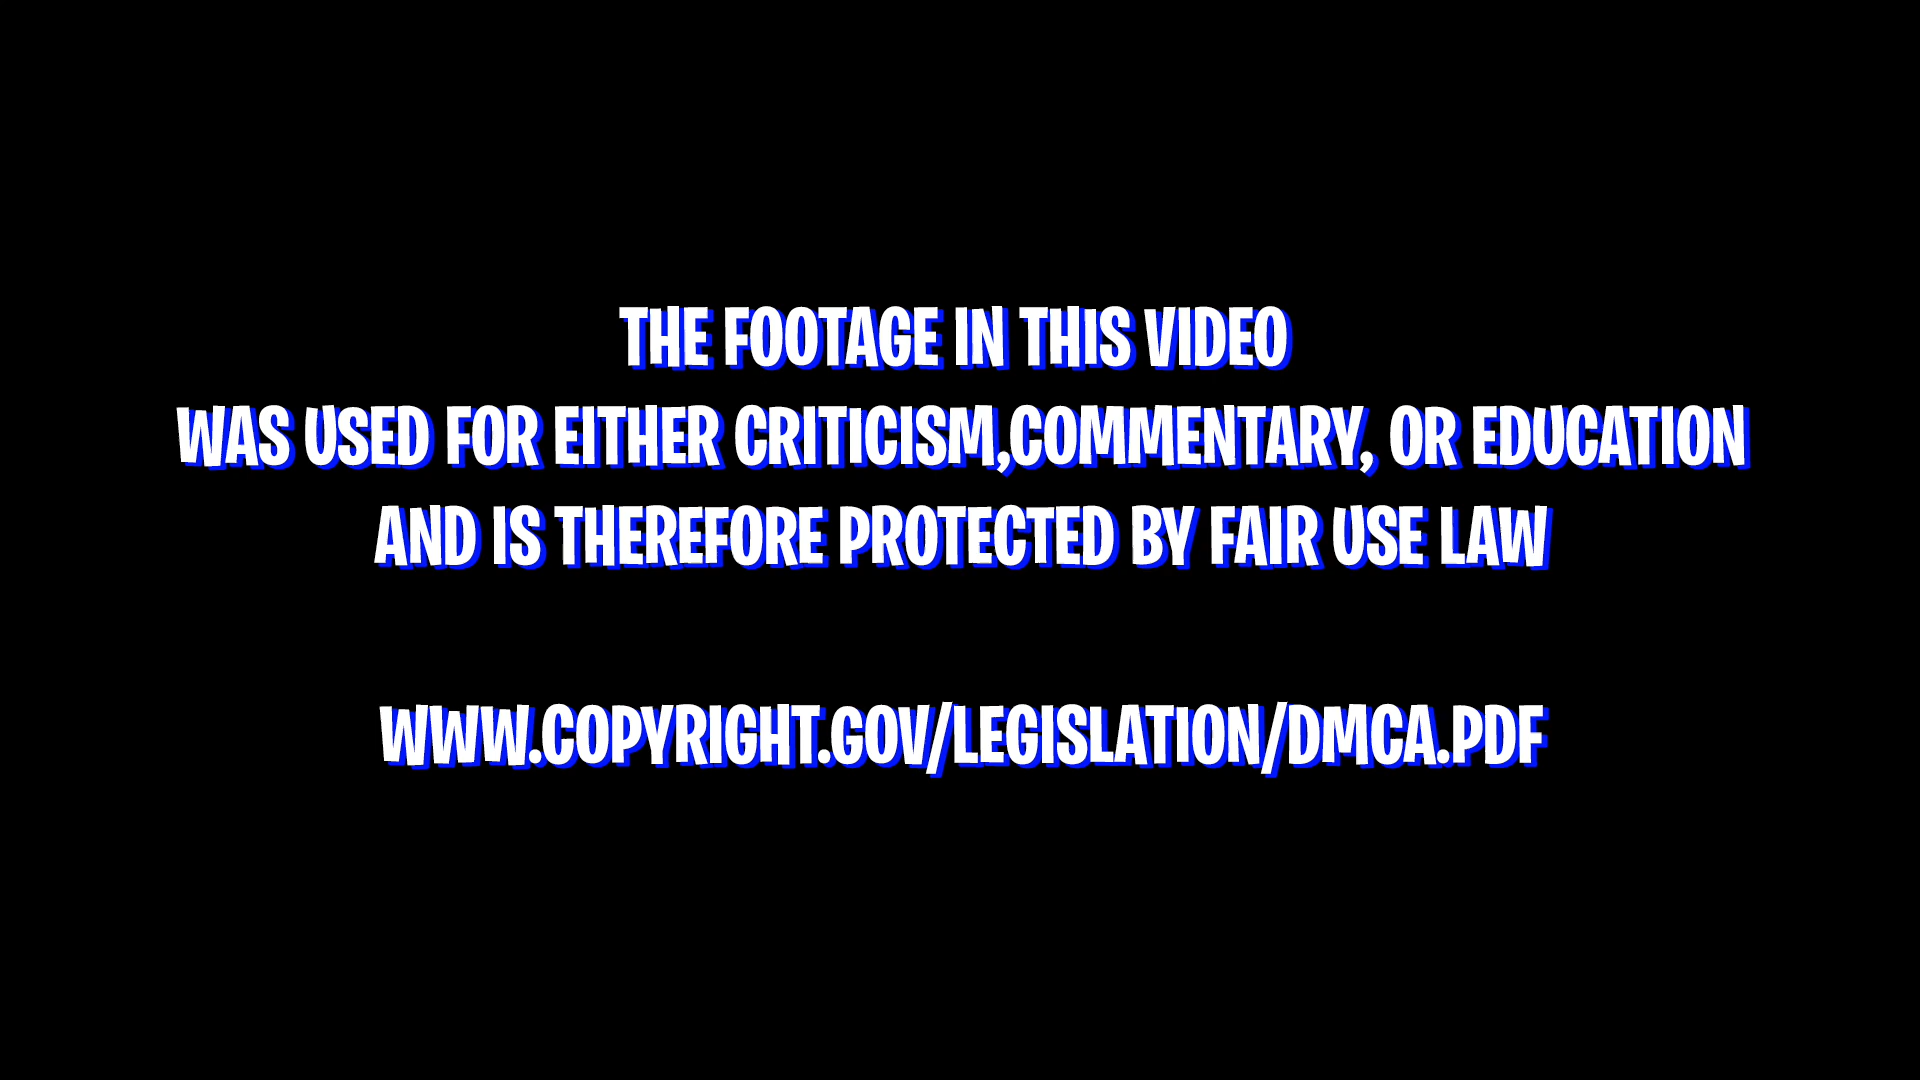 THE FOOTAGE IN THIS VIDEO
WAS USED FOR EITHER CRITICISM,COMMENTARY, OR EDUCATION
AND IS THEREFORE PROTECTED BY FAIR USE LAW
WWW.COPYRIGHT.GOV/LEGISLATION/DMCA.PDF